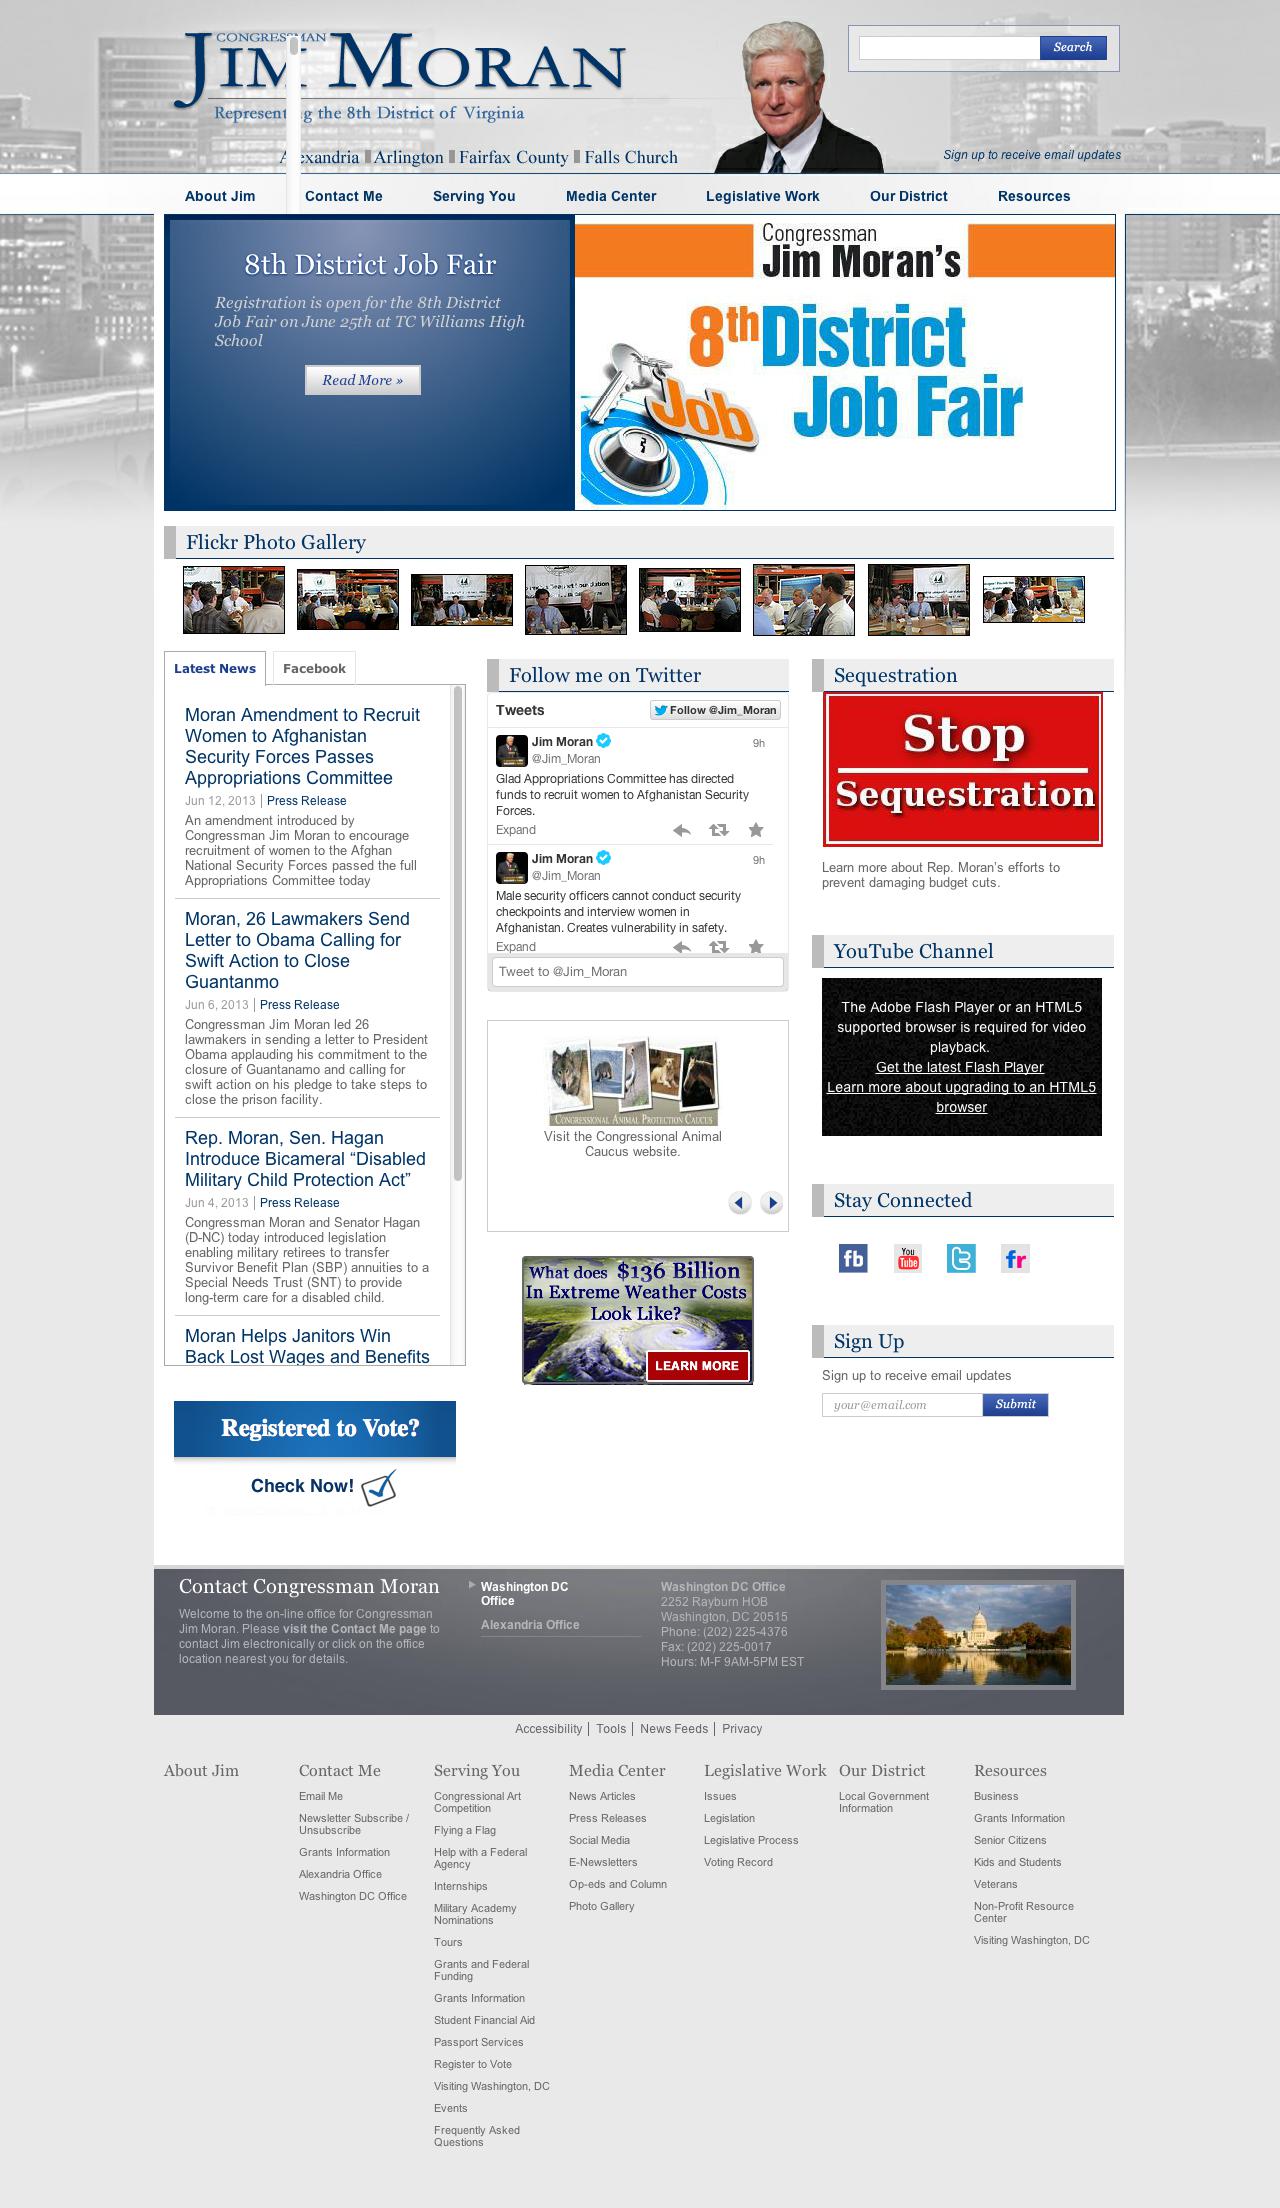 CONGRESSMAN
JIM MORAN
Representing the 8th District of Virginia
Alexandria Arlington Fairfax County Falls Church
Search
Sign up to receive email updates
About Jim Contact Me Serving You Media Center Legislative Work Our District Resources
8th District Job Fair
Registration is open for the 8th District
Job Fair on June 25th at TC Williams High
School
Read More »
Congressman
Jim Moran's
8th District
Job Fair
Job
Flickr Photo Gallery
Latest News Facebook
Moran Amendment to Recruit
Women to Afghanistan
Security Forces Passes
Appropriations Committee
Jun 12, 2013 | Press Release
An amendment introduced by
Congressman Jim Moran to encourage
recruitment of women to the Afghan
National Security Forces passed the full
Appropriations Committee today
Moran, 26 Lawmakers Send
Letter to Obama Calling for
Swift Action to Close
Guantanmo
Jun 6, 2013 | Press Release
Congressman Jim Moran led 26
lawmakers in sending a letter to President
Obama applauding his commitment to the
closure of Guantanamo and calling for
swift action on his pledge to take steps to
close the prison facility.
Rep. Moran, Sen. Hagan
Introduce Bicameral “Disabled
Military Child Protection Act”
Jun 4, 2013 | Press Release
Congressman Moran and Senator Hagan
(D-NC) today introduced legislation
enabling military retirees to transfer
Survivor Benefit Plan (SBP) annuities to a
Special Needs Trust (SNT) to provide
long-term care for a disabled child.
Moran Helps Janitors Win
Back Lost Wages and Benefits
Registered to Vote?
Check Now!
Follow me on Twitter
Tweets Follow @Jim_Moran
Jim Moran 9h
@Jim_Moran
Glad Appropriations Committee has directed
funds to recruit women to Afghanistan Security
Forces.
Expand
Jim Moran 9h
@Jim_Moran
Male security officers cannot conduct security
checkpoints and interview women in
Afghanistan. Creates vulnerability in safety.
Expand
Tweet to @Jim_Moran
CONGRESSIONAL ANIMAL PROTECTION CAUCUS
Visit the Congressional Animal
Caucus website.
What does $136 Billion
In Extreme Weather Costs
Look Like?
LEARN MORE
Sequestration
Stop
Sequestration
Learn more about Rep. Moran’s efforts to
prevent damaging budget cuts.
YouTube Channel
The Adobe Flash Player or an HTML5
supported browser is required for video
playback.
Get the latest Flash Player
Learn more about upgrading to an HTML5
browser
Stay Connected
fb You Tube t fr
Sign Up
Sign up to receive email updates
your@email.com Submit
Contact Congressman Moran
Welcome to the on-line office for Congressman
Jim Moran. Please visit the Contact Me page to
contact Jim electronically or click on the office
location nearest you for details.
Washington DC
Office
Alexandria Office
Washington DC Office
2252 Rayburn HOB
Washington, DC 20515
Phone: (202) 225-4376
Fax: (202) 225-0017
Hours: M-F 9AM-5PM EST
Accessibility | Tools | News Feeds | Privacy
About Jim
Contact Me
Email Me
Newsletter Subscribe /
Unsubscribe
Grants Information
Alexandria Office
Washington DC Office
Serving You
Congressional Art
Competition
Flying a Flag
Help with a Federal
Agency
Internships
Military Academy
Nominations
Tours
Grants and Federal
Funding
Grants Information
Student Financial Aid
Passport Services
Register to Vote
Visiting Washington, DC
Events
Frequently Asked
Questions
Media Center
News Articles
Press Releases
Social Media
E-Newsletters
Op-eds and Column
Photo Gallery
Legislative Work
Issues
Legislation
Legislative Process
Voting Record
Our District
Local Government
Information
Resources
Business
Grants Information
Senior Citizens
Kids and Students
Veterans
Non-Profit Resource
Center
Visiting Washington, DC